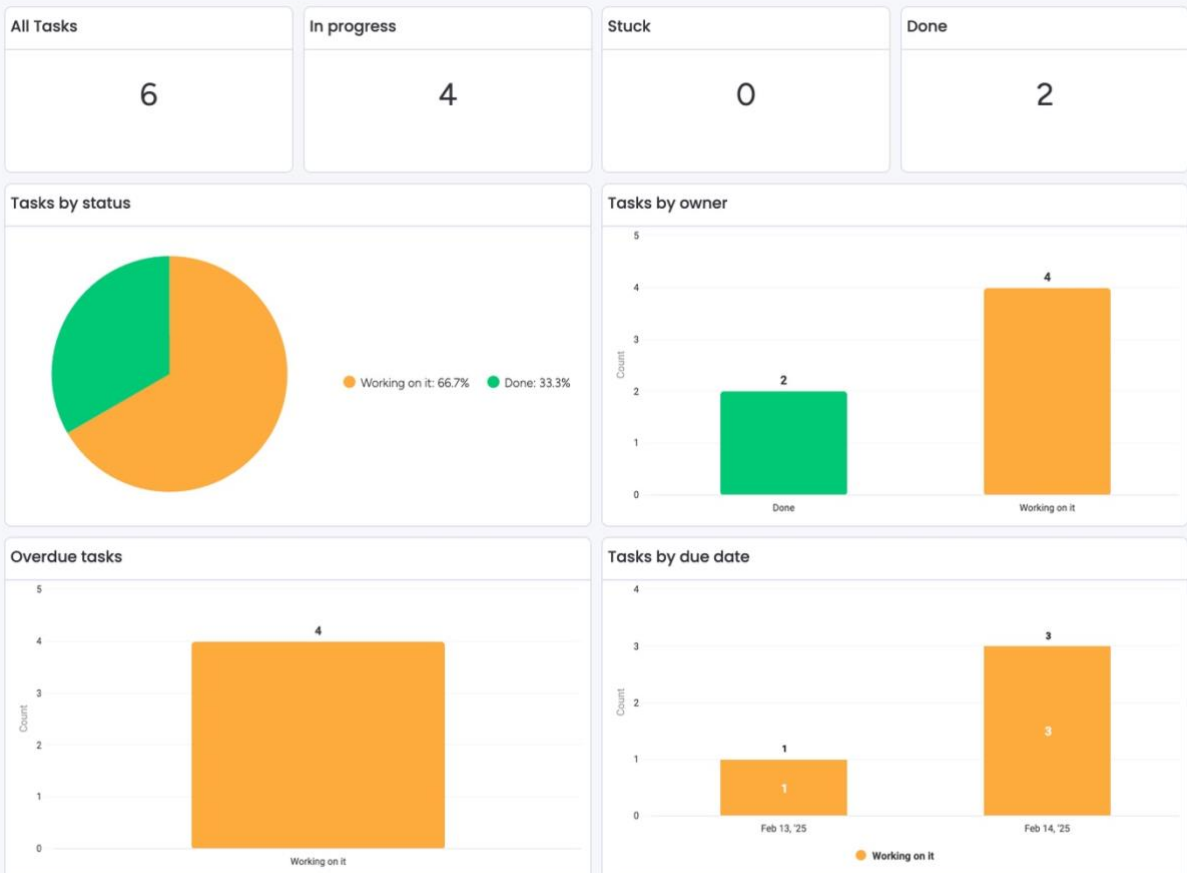 All Tasks
6
In progress
4
Stuck
0
Done
2
Tasks by status
Working on it: 66.7%
Done: 33.3%
Tasks by owner
5
4
3
2
1
0
Count
2
4
Done
Working on it
Overdue tasks
5
4
3
2
1
0
Count
4
Working on it
Tasks by due date
4
3
2
1
0
Count
1
1
3
3
Feb 13, '25
Feb 14, '25
Working on it